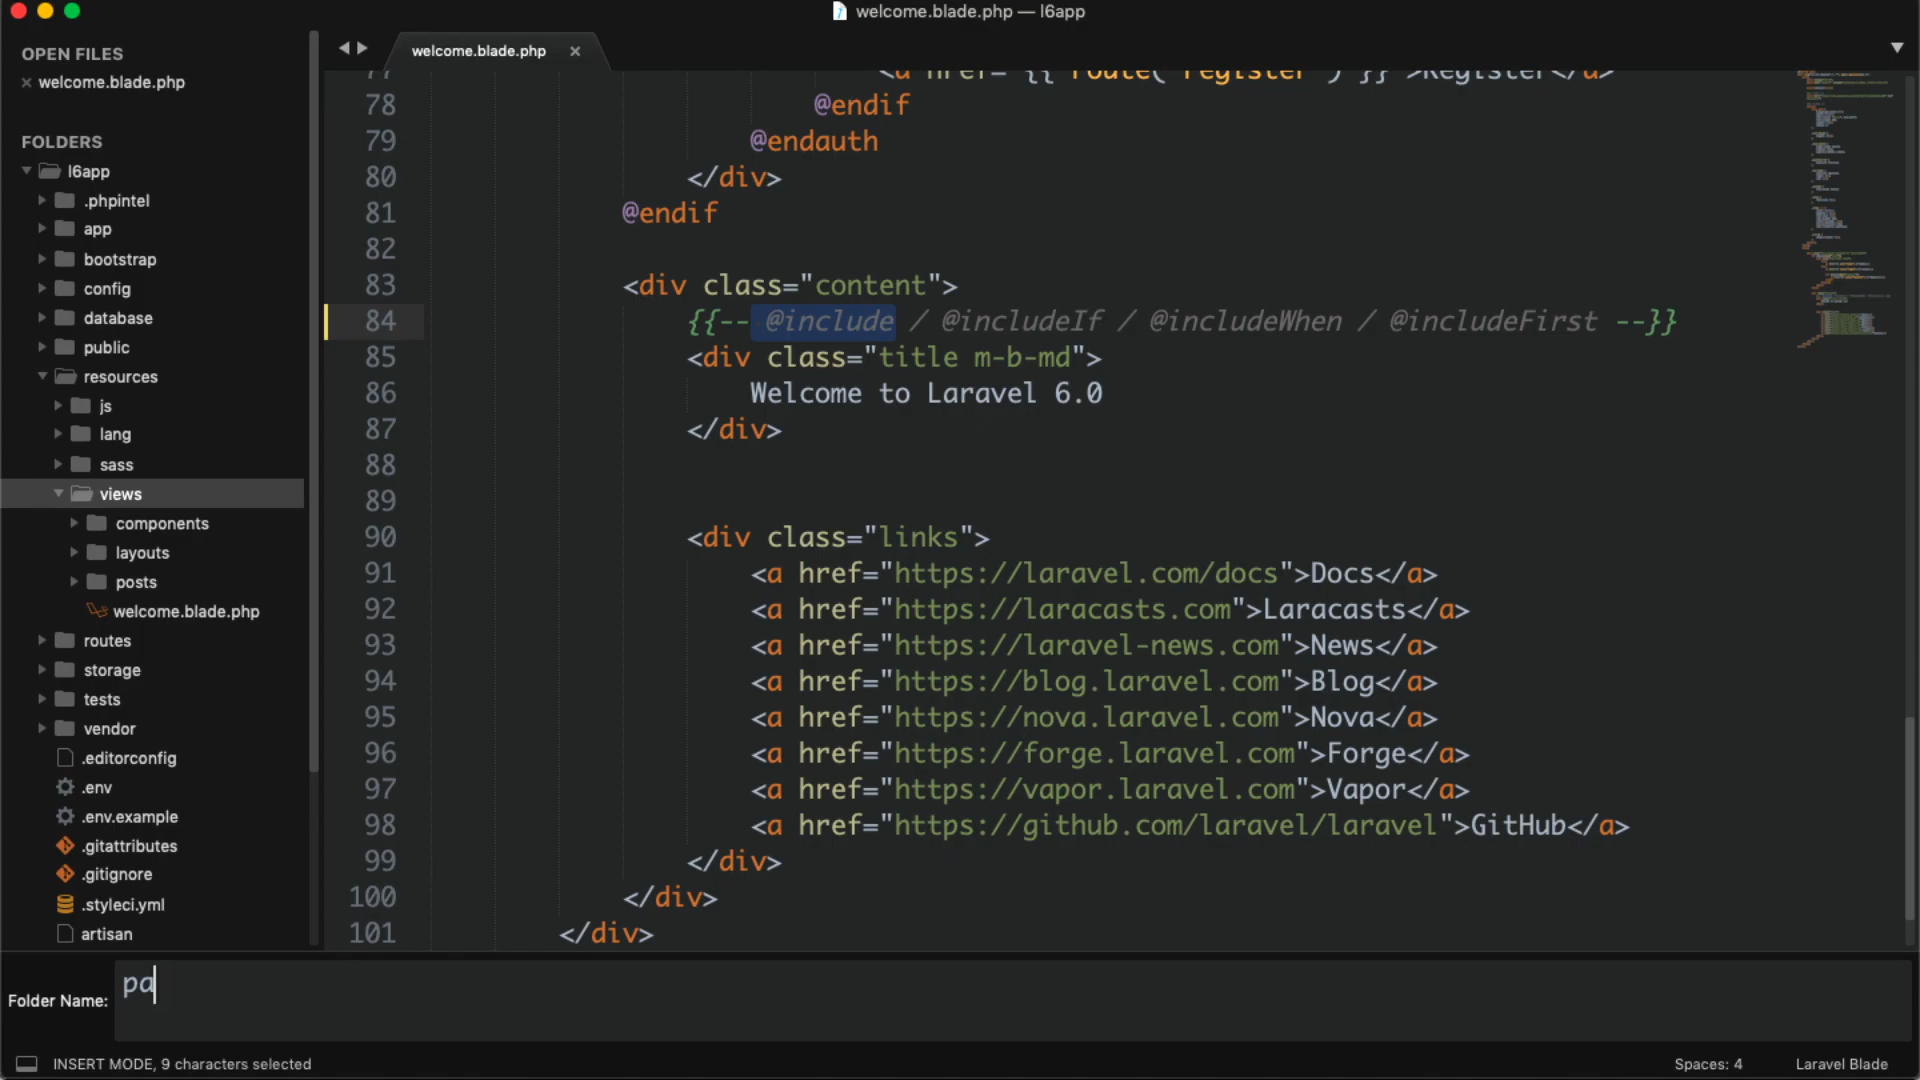 welcome.blade.php — l6app
OPEN FILES
welcome.blade.php
FOLDERS
l6app
.phpintel
app
bootstrap
config
database
public
resources
js
lang
sass
views
components
layouts
posts
welcome.blade.php
routes
storage
tests
vendor
.editorconfig
.env
.env.example
.gitattributes
.gitignore
.styleci.yml
artisan
welcome.blade.php
77 <a href="{{ route('register') }}">Register</a>
78 @endif
79 @endauth
80 </div>
81 @endif
82
83 <div class="content">
84 {{-- @include / @includeIf / @includeWhen / @includeFirst --}}
85 <div class="title m-b-md">
86 Welcome to Laravel 6.0
87 </div>
88
89
90 <div class="links">
91 <a href="https://laravel.com/docs">Docs</a>
92 <a href="https://laracasts.com">Laracasts</a>
93 <a href="https://laravel-news.com">News</a>
94 <a href="https://blog.laravel.com">Blog</a>
95 <a href="https://nova.laravel.com">Nova</a>
96 <a href="https://forge.laravel.com">Forge</a>
97 <a href="https://vapor.laravel.com">Vapor</a>
98 <a href="https://github.com/laravel/laravel">GitHub</a>
99 </div>
100 </div>
101 </div>
Folder Name: pa
INSERT MODE, 9 characters selected
Spaces: 4
Laravel Blade